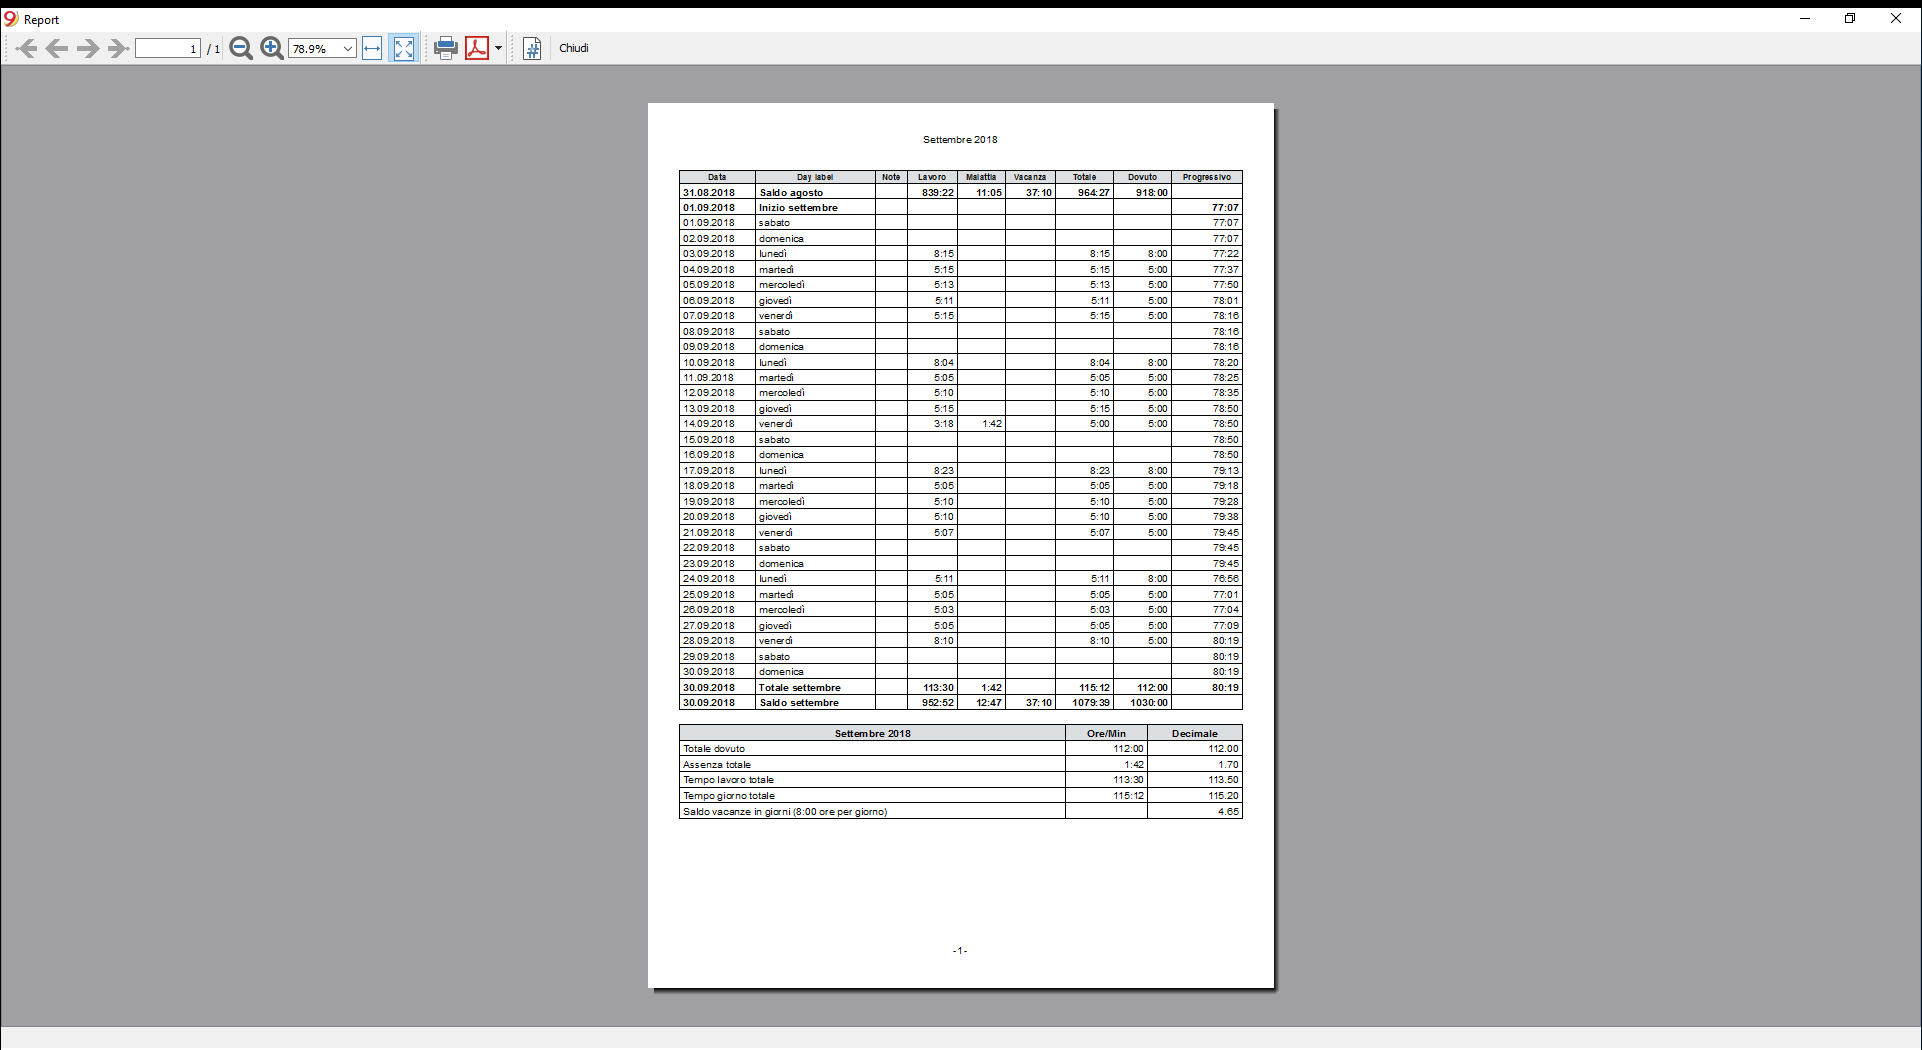 Report
1 / 1 78.9% Chiudi
Settembre 2018
Data Day label Note Lavoro Malattia Vacanza Totale Dovuto Progressivo
31.08.2018 Saldo agosto 839:22 11:05 37:10 964:27 918:00
01.09.2018 Inizio settembre 77:07
01.09.2018 sabato 77:07
02.09.2018 domenica 77:07
03.09.2018 lunedì 8:15 8:15 8:00 77:22
04.09.2018 martedì 5:15 5:15 5:00 77:37
05.09.2018 mercoledì 5:13 5:13 5:00 77:50
06.09.2018 giovedì 5:11 5:11 5:00 78:01
07.09.2018 venerdì 5:15 5:15 5:00 78:16
08.09.2018 sabato 78:16
09.09.2018 domenica 78:16
10.09.2018 lunedì 8:04 8:04 8:00 78:20
11.09.2018 martedì 5:05 5:05 5:00 78:25
12.09.2018 mercoledì 5:10 5:10 5:00 78:35
13.09.2018 giovedì 5:15 5:15 5:00 78:50
14.09.2018 venerdì 3:18 1:42 5:00 5:00 78:50
15.09.2018 sabato 78:50
16.09.2018 domenica 78:50
17.09.2018 lunedì 8:23 8:23 8:00 79:13
18.09.2018 martedì 5:05 5:05 5:00 79:18
19.09.2018 mercoledì 5:10 5:10 5:00 79:28
20.09.2018 giovedì 5:10 5:10 5:00 79:38
21.09.2018 venerdì 5:07 5:07 5:00 79:45
22.09.2018 sabato 79:45
23.09.2018 domenica 79:45
24.09.2018 lunedì 5:11 5:11 8:00 76:56
25.09.2018 martedì 5:05 5:05 5:00 77:01
26.09.2018 mercoledì 5:03 5:03 5:00 77:04
27.09.2018 giovedì 5:05 5:05 5:00 77:09
28.09.2018 venerdì 8:10 8:10 5:00 80:19
29.09.2018 sabato 80:19
30.09.2018 domenica 80:19
30.09.2018 Totale settembre 113:30 1:42 115:12 112:00 80:19
30.09.2018 Saldo settembre 952:52 12:47 37:10 1079:39 1030:00
Settembre 2018 Ore/Min Decimale
Totale dovuto 112:00 112.00
Assenza totale 1:42 1.70
Tempo lavoro totale 113:30 113.50
Tempo giorno totale 115:12 115.20
Saldo vacanze in giorni (8:00 ore per giorno) 4.65
-1-